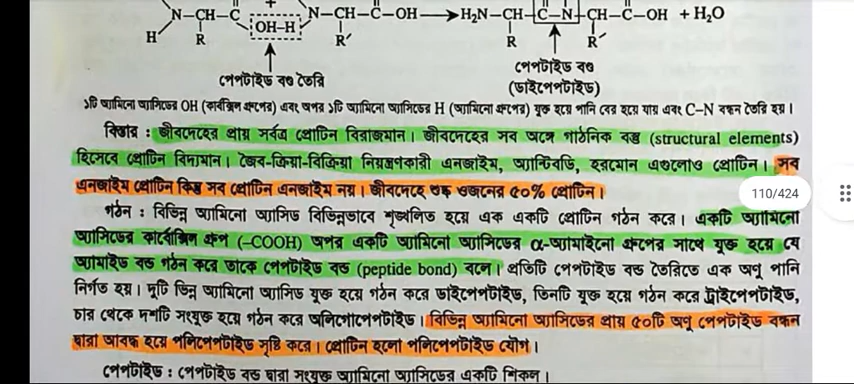 N–CH–C N–CH–C–OH → H₂N–CH–C–N–CH–C–OH + H₂O
H R OH–H R′ R R′
পেপটাইড বন্ড তৈরি পেপটাইড বন্ড
(ডাইপেপটাইড)
১টি অ্যামিনো অ্যাসিডের OH (কার্বক্সিল গ্রুপের) এবং অপর ১টি অ্যামিনো অ্যাসিডের H (অ্যামিনো গ্রুপের) যুক্ত হয়ে পানি বের হয়ে যায় এবং C–N বন্ধন তৈরি হয়।
বিস্তার : জীবদেহের প্রায় সর্বত্র প্রোটিন বিরাজমান। জীবদেহের সব অঙ্গে গাঠনিক বস্তু (structural elements)
হিসেবে প্রোটিন বিদ্যমান। জৈব-ক্রিয়া-বিক্রিয়া নিয়ন্ত্রণকারী এনজাইম, অ্যান্টিবডি, হরমোন এগুলোও প্রোটিন। সব
এনজাইম প্রোটিন কিন্তু সব প্রোটিন এনজাইম নয়। জীবদেহে শুষ্ক ওজনের ৫০% প্রোটিন।
110/424
গঠন : বিভিন্ন অ্যামিনো অ্যাসিড বিভিন্নভাবে শৃঙ্খলিত হয়ে এক একটি প্রোটিন গঠন করে। একটি অ্যামিনো
অ্যাসিডের কার্বোক্সিল গ্রুপ (–COOH) অপর একটি অ্যামিনো অ্যাসিডের α-অ্যামাইনো গ্রুপের সাথে যুক্ত হয়ে যে
অ্যামাইড বন্ড গঠন করে তাকে পেপটাইড বন্ড (peptide bond) বলে। প্রতিটি পেপটাইড বন্ড তৈরিতে এক অণু পানি
নির্গত হয়। দুটি ভিন্ন অ্যামিনো অ্যাসিড যুক্ত হয়ে গঠন করে ডাইপেপটাইড, তিনটি যুক্ত হয়ে গঠন করে ট্রাইপেপটাইড,
চার থেকে দশটি সংযুক্ত হয়ে গঠন করে অলিগোপেপটাইড। বিভিন্ন অ্যামিনো অ্যাসিডের প্রায় ৫০টি অণু পেপটাইড বন্ধন
দ্বারা আবদ্ধ হয়ে পলিপেপটাইড সৃষ্টি করে। প্রোটিন হলো পলিপেপটাইড যৌগ।
পেপটাইড : পেপটাইড বন্ড দ্বারা সংযুক্ত অ্যামিনো অ্যাসিডের একটি শিকল।